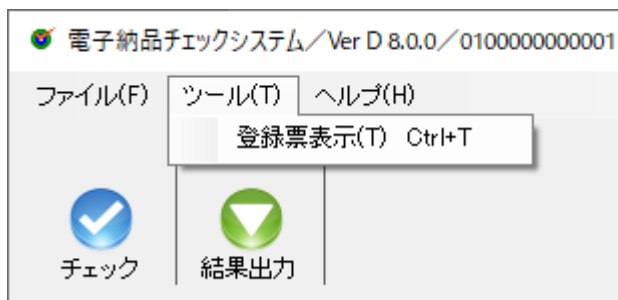 電子納品チェックシステム／Ver D 8.0.0／0100000000001
ファイル(F) ツール(T) ヘルプ(H)
登録票表示(T) Ctrl+T
チェック 結果出力